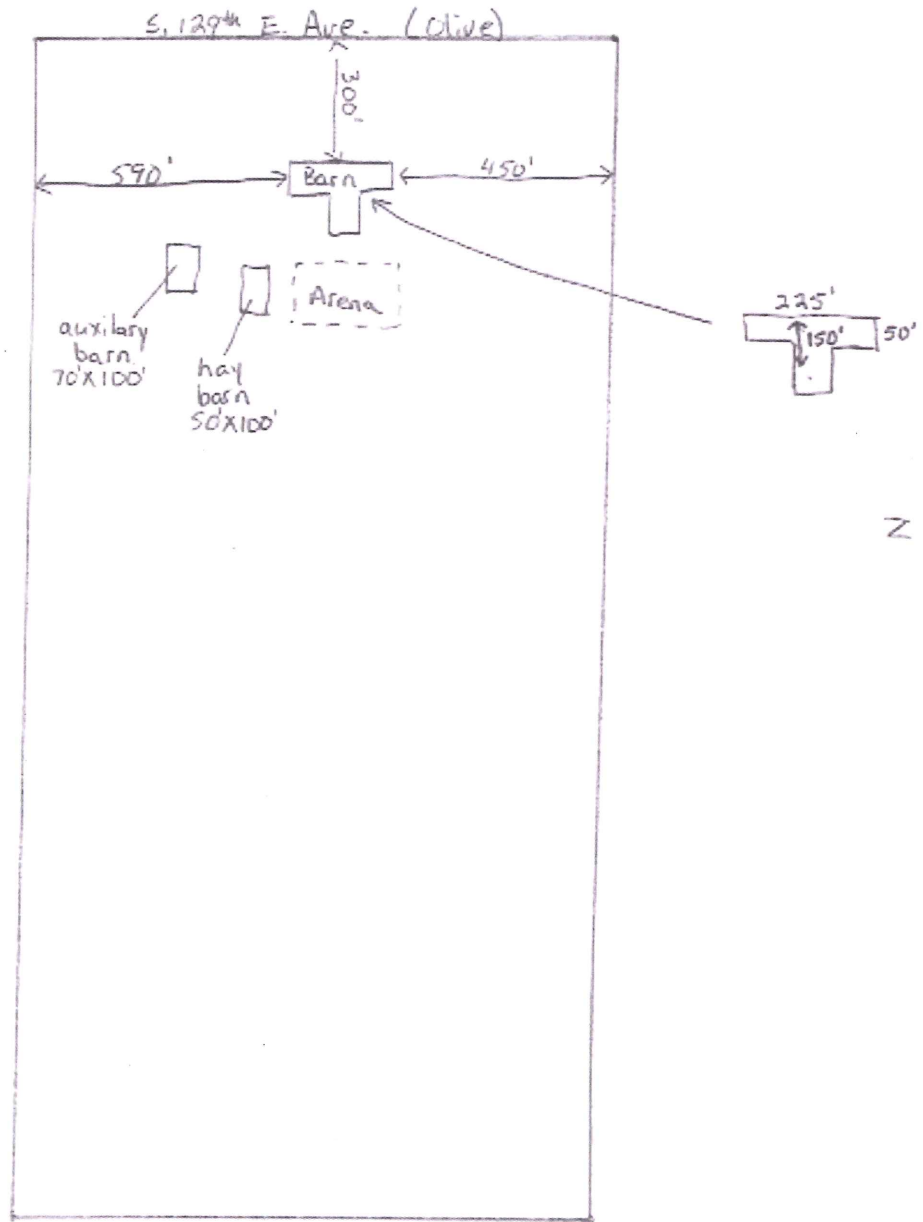 S. 129th E. Ave. (Olive)
300'
590'
Barn
450'
Arena
auxilary
barn
70'X100'
hay
barn
50'X100'
225'
150'
50'
Z